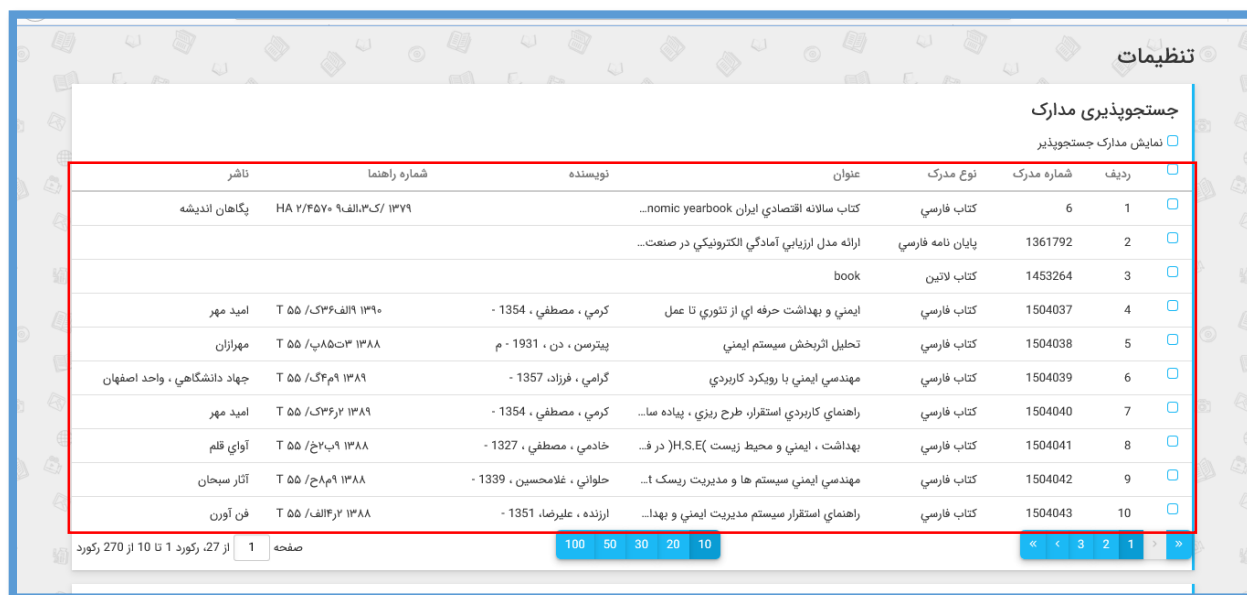 تنظیمات
جستجوپذیری مدارک
نمایش مدارک جستجوپذیر
ردیف شماره مدرک نوع مدرک عنوان نویسنده شماره راهنما ناشر
1 6 کتاب فارسي کتاب سالانه اقتصادي ايران nomic yearbook... HA ۲/۴۵۷۰ ک۳،الف۹/ ۱۳۷۹ پگاهان انديشه
2 1361792 پايان نامه فارسي ارائه مدل ارزيابي آمادگي الکترونيکي در صنعت...
3 1453264 کتاب لاتين book
4 1504037 کتاب فارسي ايمني و بهداشت حرفه اي از تئوري تا عمل کرمي ، مصطفي ، 1354 - T ۵۵ /ک۳۶الف۹ ۱۳۹۰ اميد مهر
5 1504038 کتاب فارسي تحليل اثربخش سيستم ايمني پيترسن ، دن ، 1931 - م T ۵۵ /پ۸۵ت۳ ۱۳۸۸ مهرازان
6 1504039 کتاب فارسي مهندسي ايمني با رويکرد کاربردي گرامي ، فرزاد، 1357 - T ۵۵ /گ۴م۹ ۱۳۸۹ جهاد دانشگاهي ، واحد اصفهان
7 1504040 کتاب فارسي راهنماي کاربردي استقرار، طرح ريزي ، پياده سا... کرمي ، مصطفي ، 1354 - T ۵۵ /ک۳۶ر۲ ۱۳۸۹ اميد مهر
8 1504041 کتاب فارسي بهداشت ، ايمني و محيط زيست )H,S,E( در ف... خادمي ، مصطفي ، 1327 - T ۵۵ /خ۲ب۹ ۱۳۸۸ آواي قلم
9 1504042 کتاب فارسي مهندسي ايمني سيستم ها و مديريت ريسک t... حلواني ، غلامحسين ، 1339 - T ۵۵ /ح۸م۹ ۱۳۸۸ آثار سبحان
10 1504043 کتاب فارسي راهنماي استقرار سيستم مديريت ايمني و بهدا... ارزنده ، عليرضا، 1351 - T ۵۵ /الف۴ر۲ ۱۳۸۸ فن آورن
« ‹ 1 2 3 › » 10 20 30 50 100 صفحه 1 از 27، رکورد 1 تا 10 از 270 رکورد